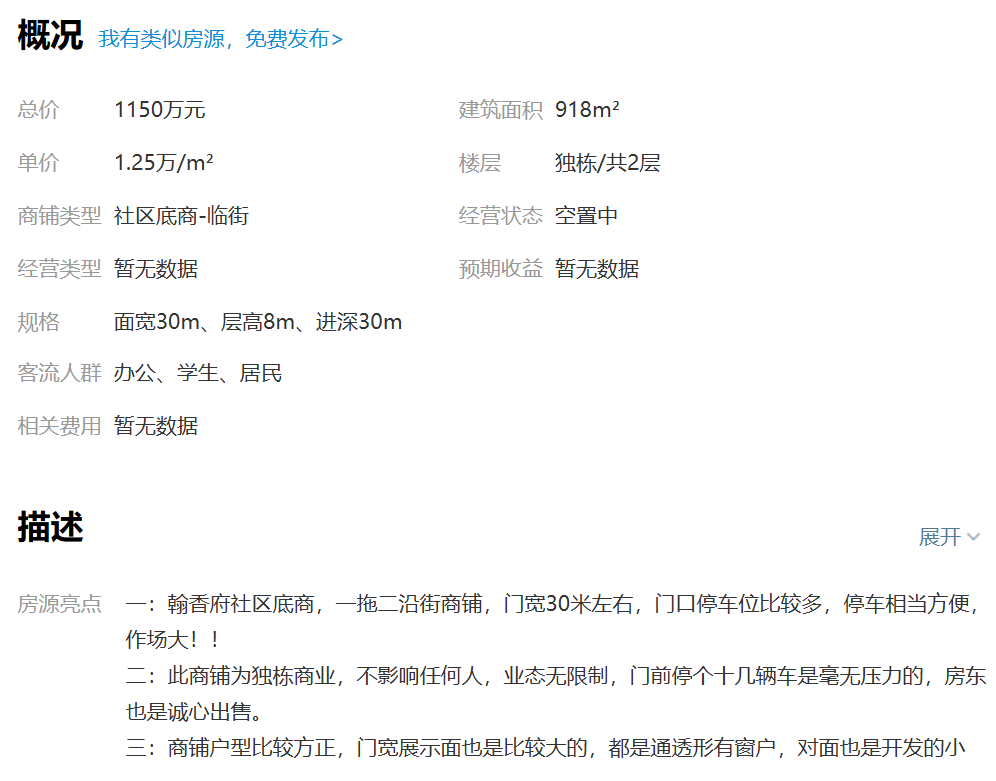 概况 我有类似房源，免费发布>
总价 1150万元 建筑面积 918m²
单价 1.25万/m² 楼层 独栋/共2层
商铺类型 社区底商-临街 经营状态 空置中
经营类型 暂无数据 预期收益 暂无数据
规格 面宽30m、层高8m、进深30m
客流人群 办公、学生、居民
相关费用 暂无数据
描述 展开
房源亮点 一：翰香府社区底商，一拖二沿街商铺，门宽30米左右，门口停车位比较多，停车相当方便，
作场大！！
二：此商铺为独栋商业，不影响任何人，业态无限制，门前停个十几辆车是毫无压力的，房东
也是诚心出售。
三：商铺户型比较方正，门宽展示面也是比较大的，都是通透形有窗户，对面也是开发的小